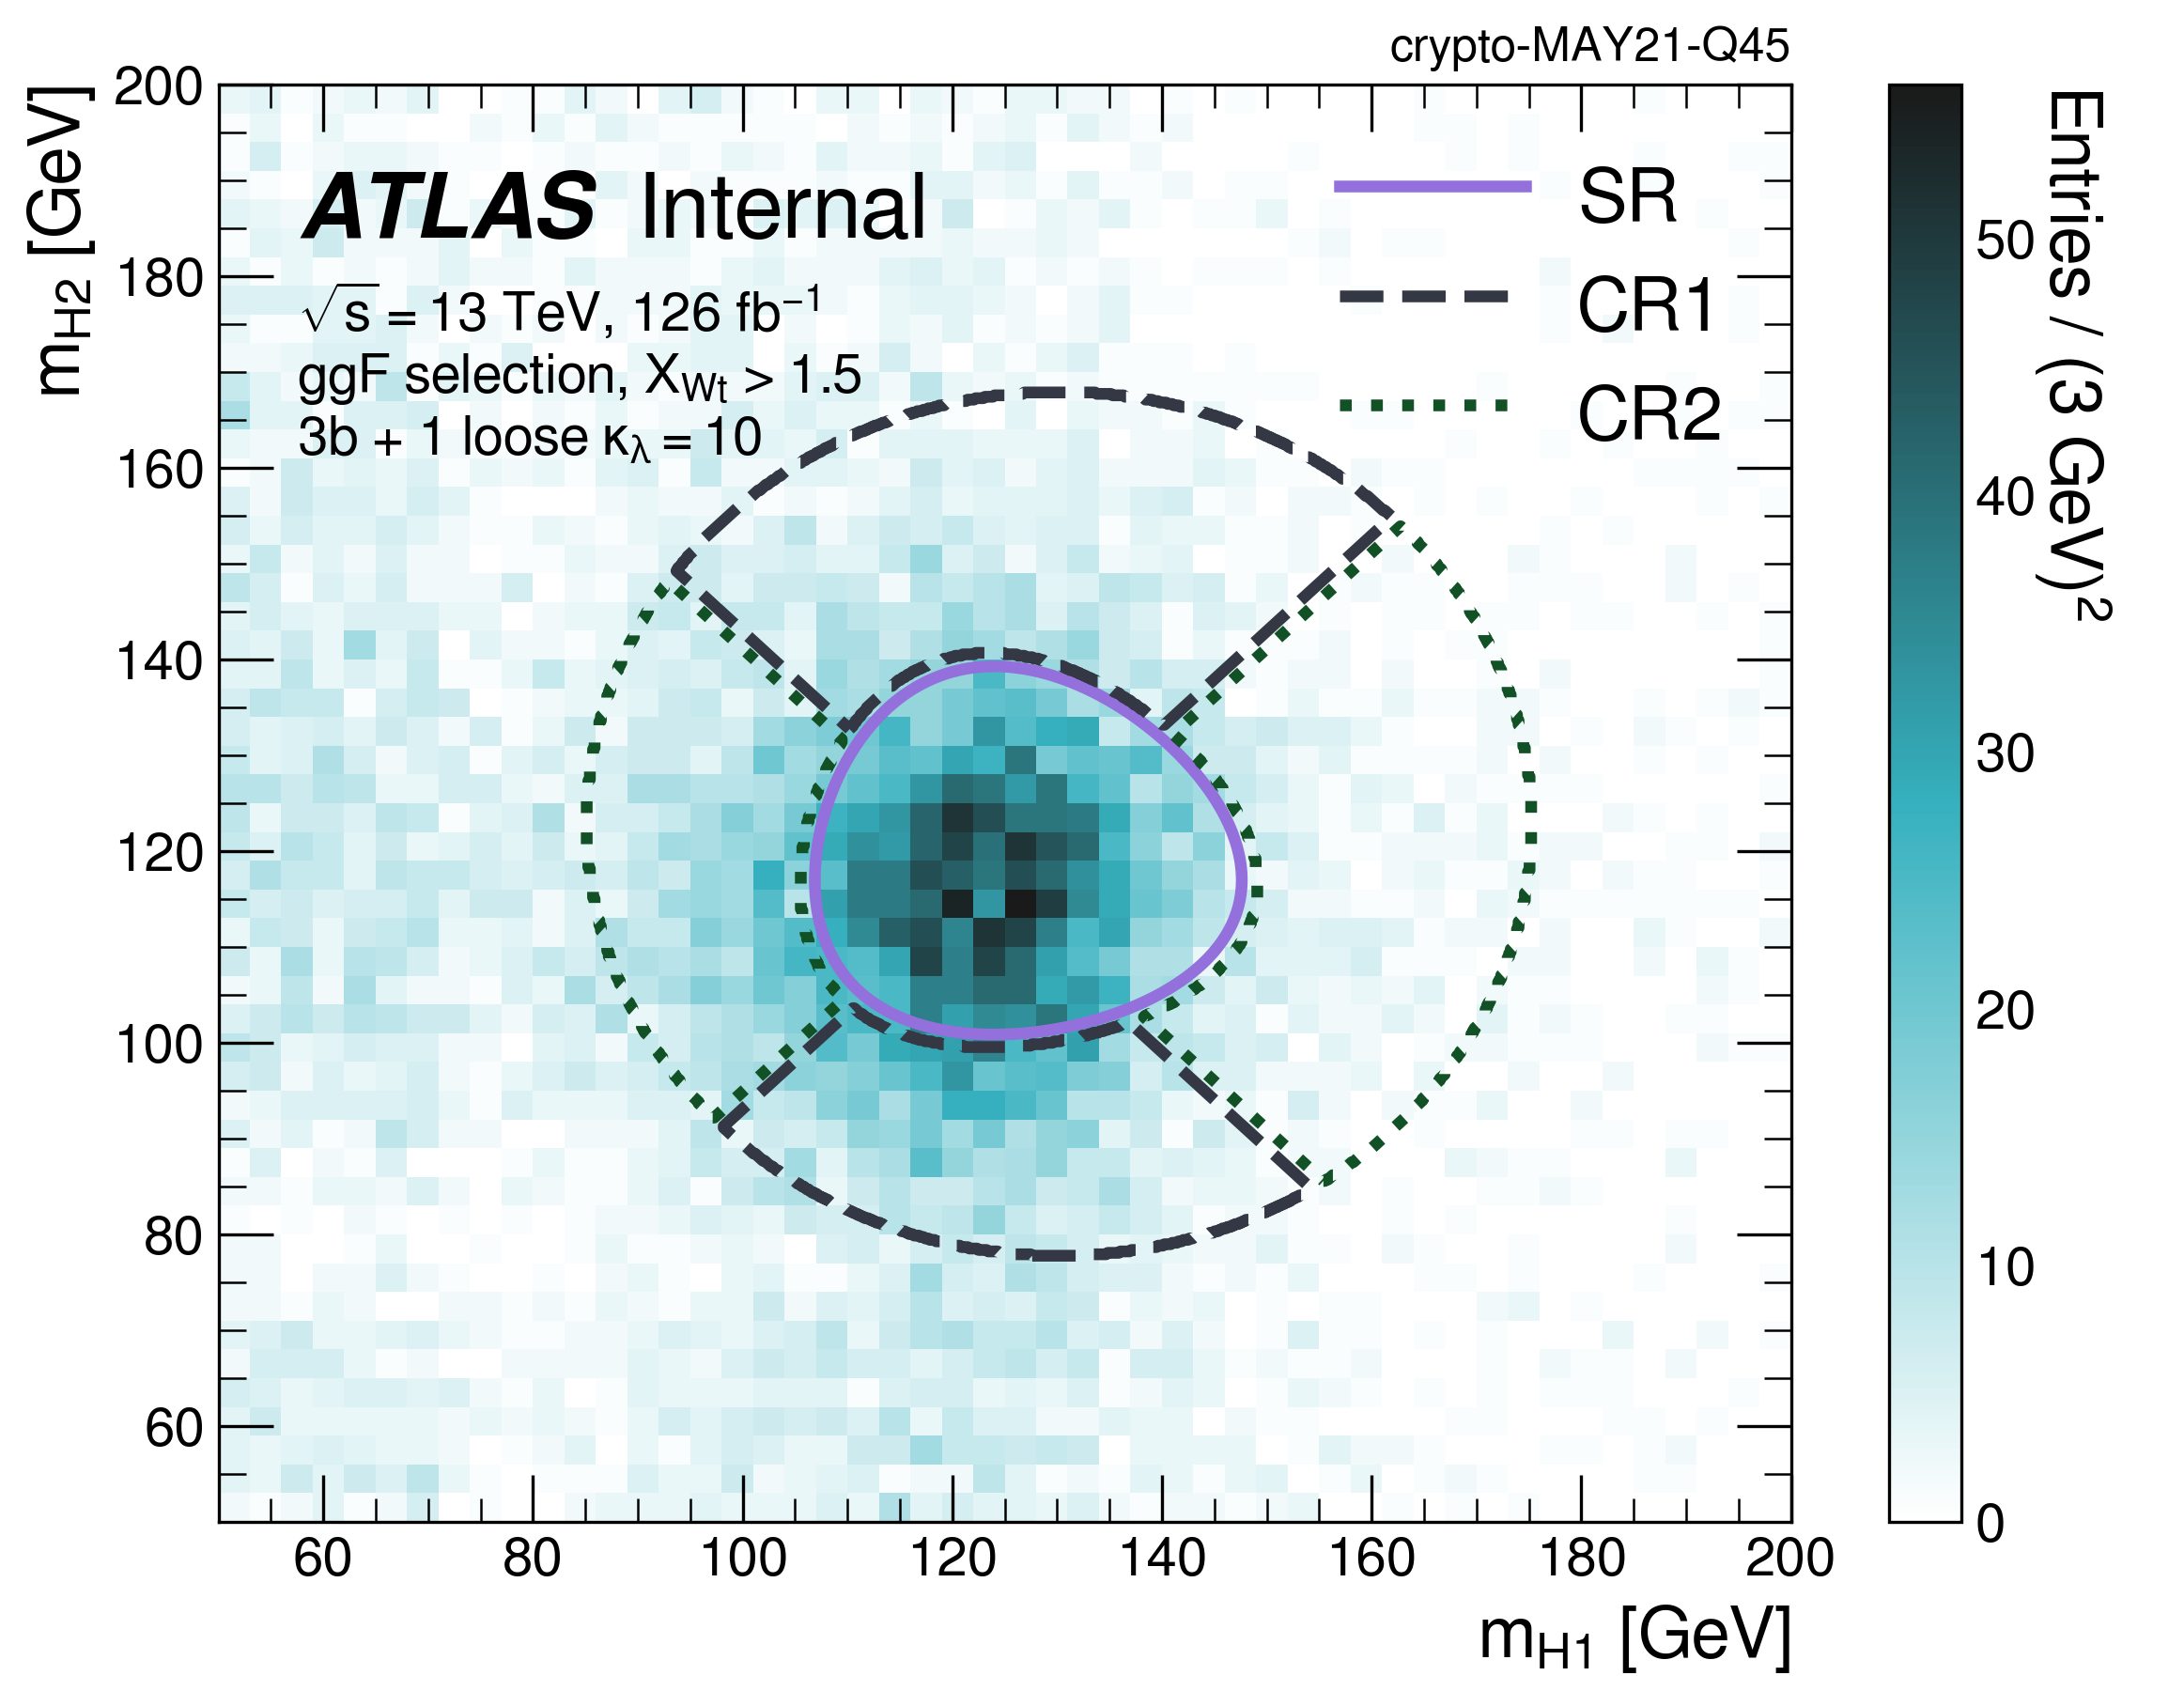 crypto-MAY21-Q45
ATLAS Internal
√s = 13 TeV, 126 fb⁻¹
ggF selection, X_Wt > 1.5
3b + 1 loose κ_λ = 10
SR
CR1
CR2
m_H2 [GeV]
200
180
160
140
120
100
80
60
60
80
100
120
140
160
180
200
m_H1 [GeV]
50
40
30
20
10
0
Entries / (3 GeV)²